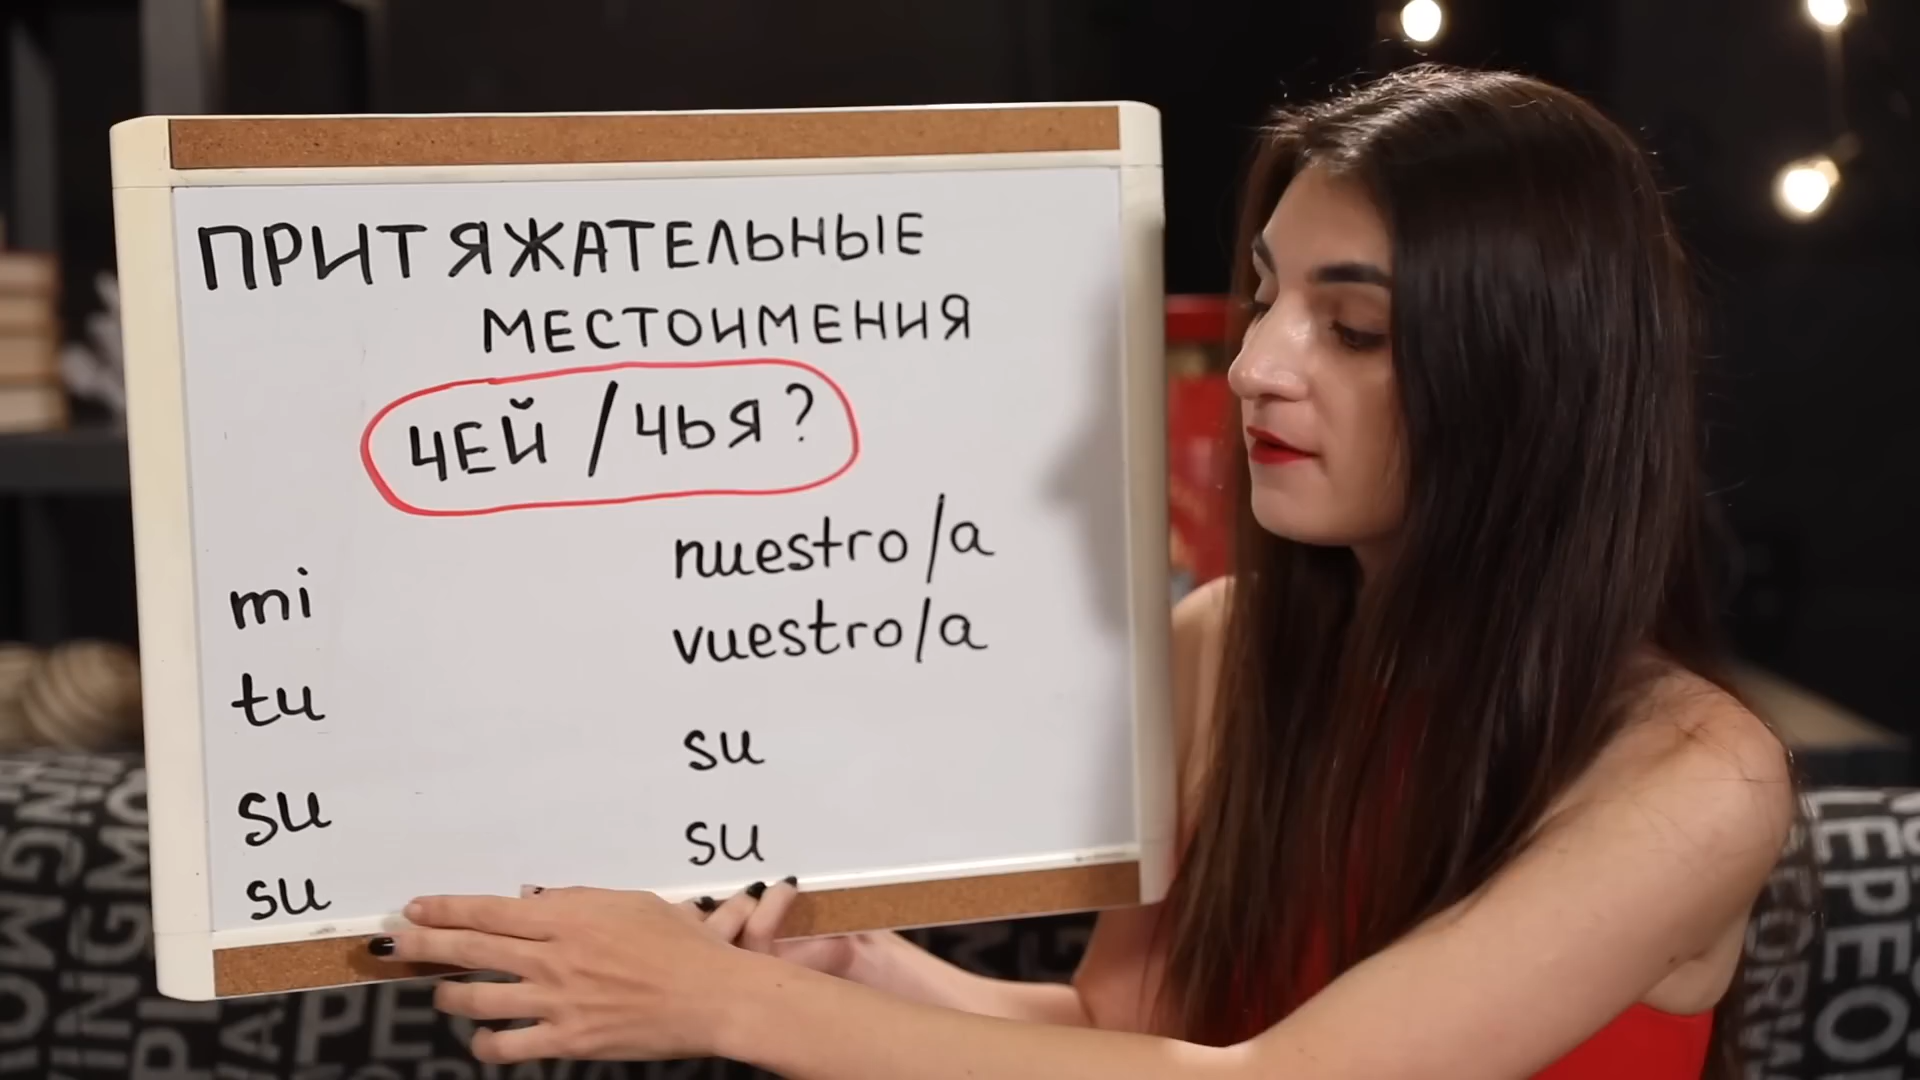 ПРИТЯЖАТЕЛЬНЫЕ
МЕСТОИМЕНИЯ
ЧЕЙ / ЧЬЯ?
mi
tu
su
su
nuestro/a
vuestro/a
su
su